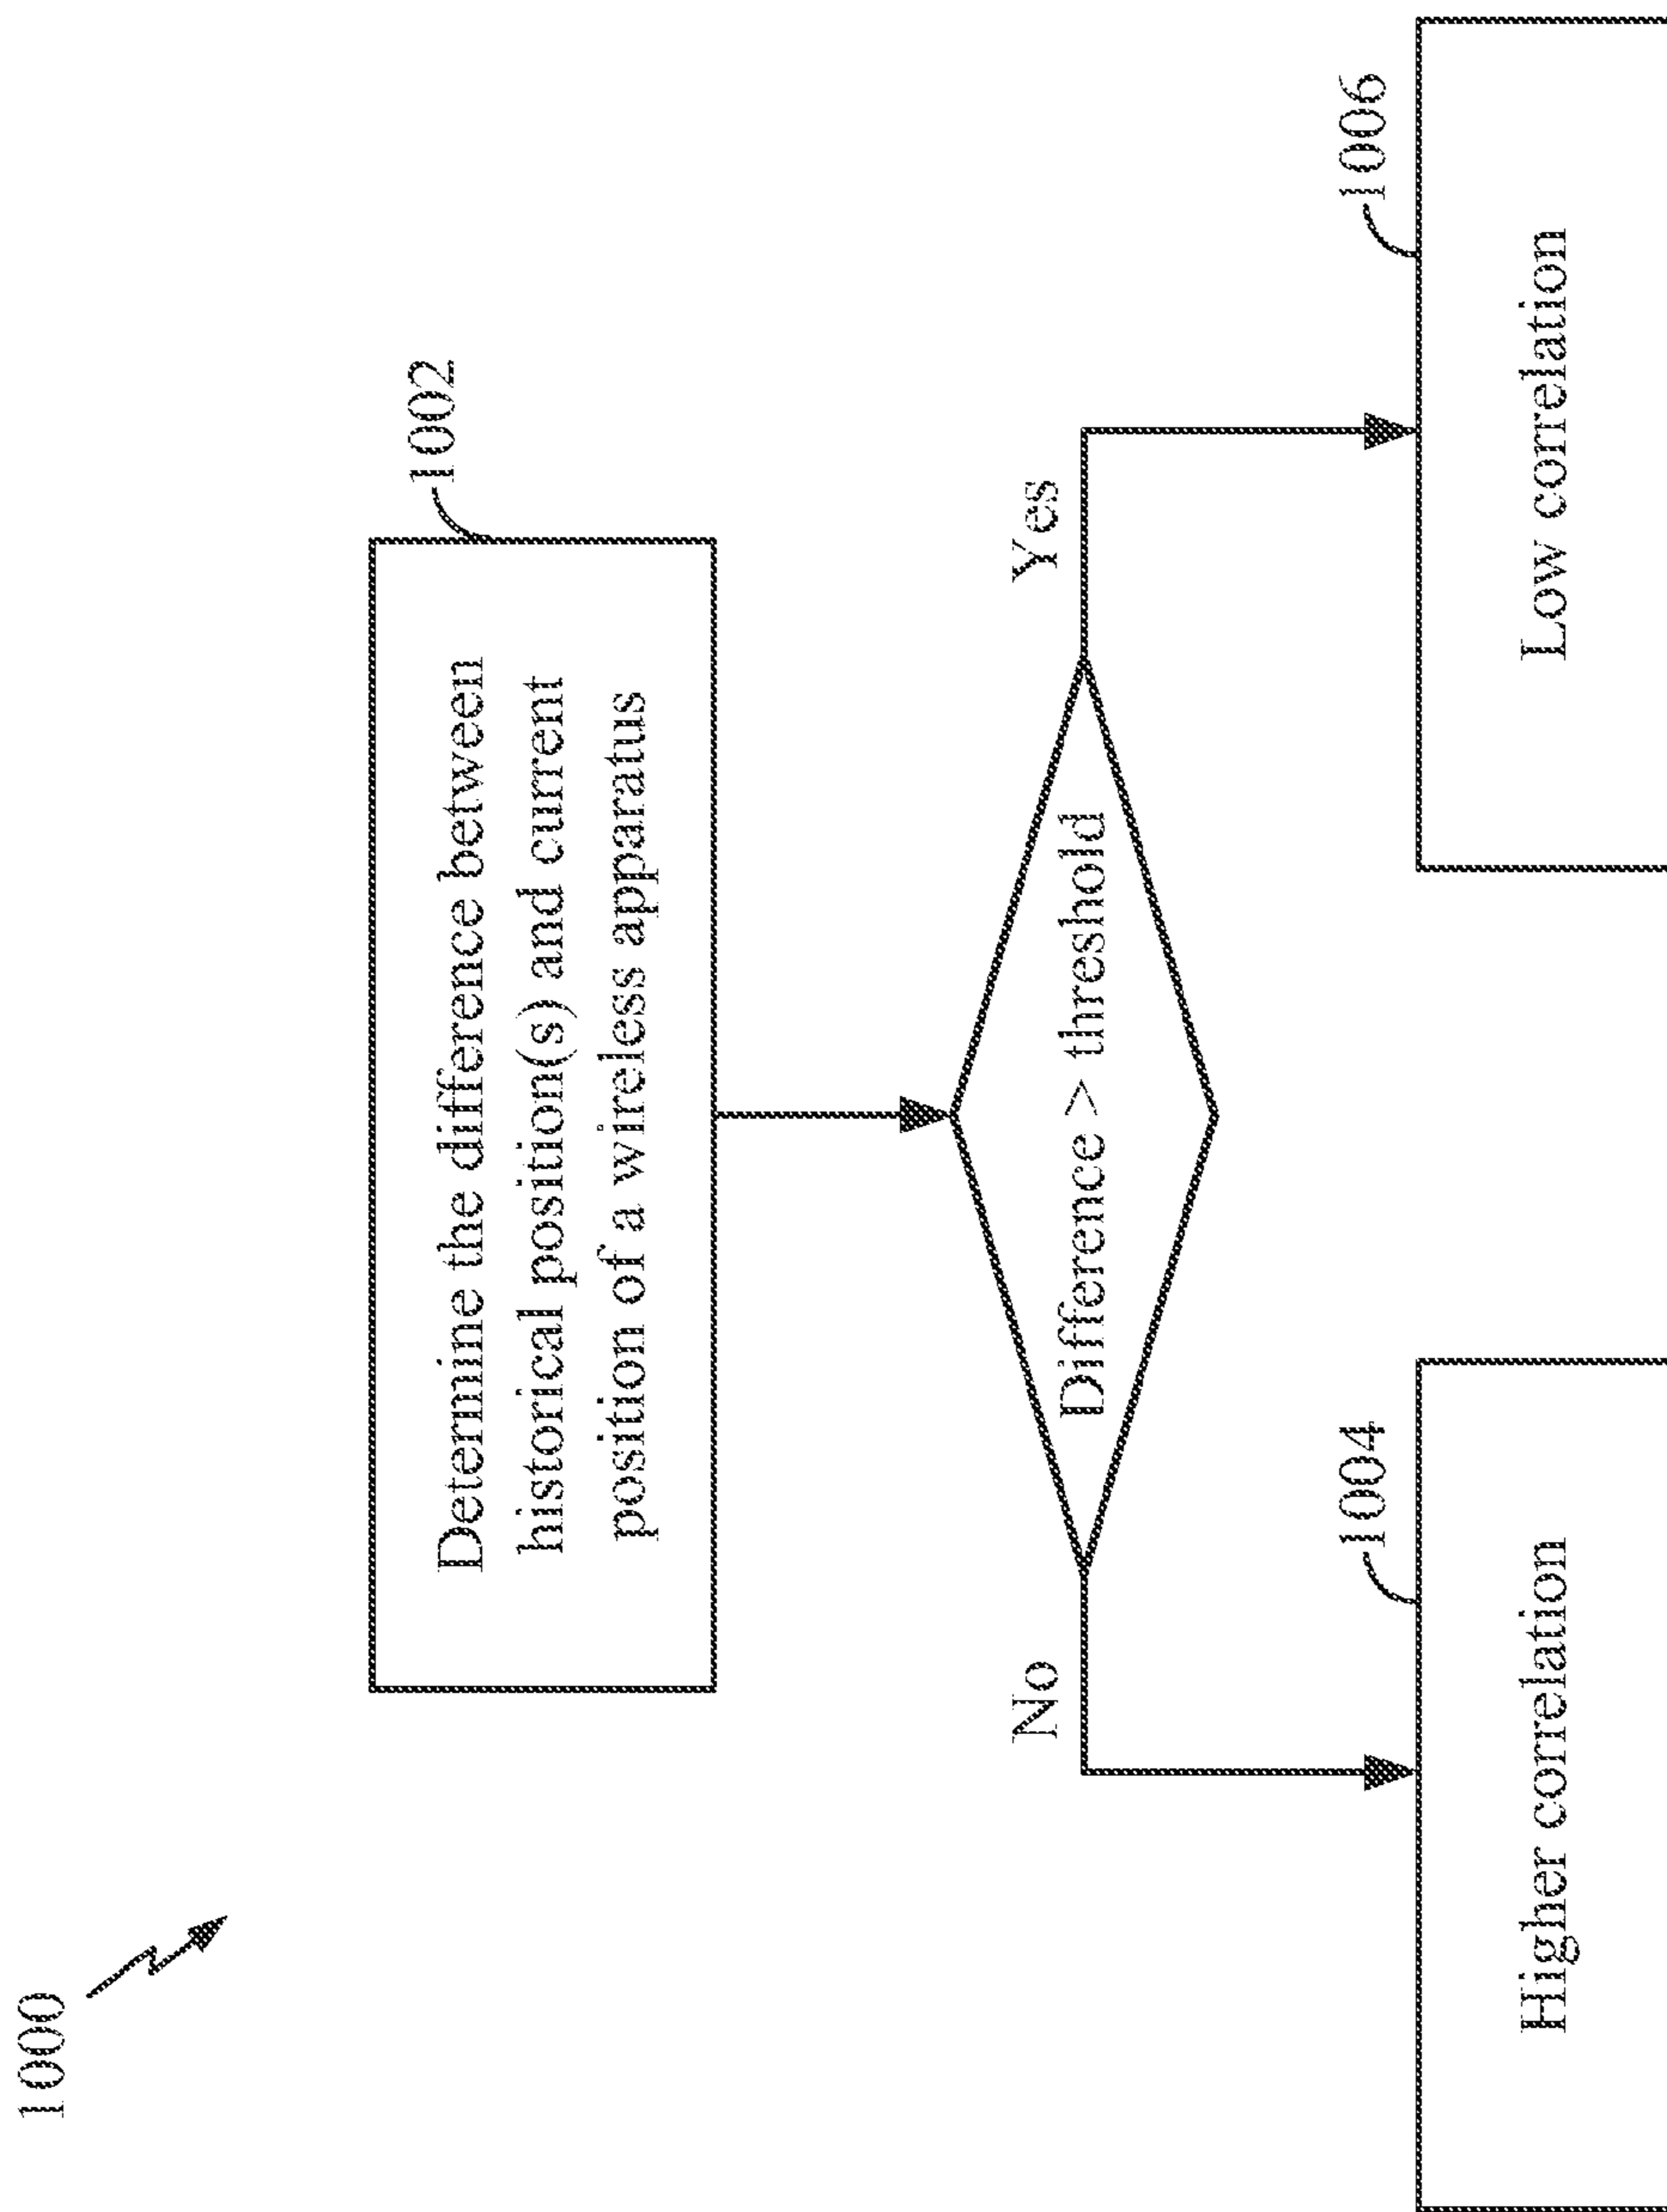 1000
1002
Determine the difference between
historical position(s) and current
position of a wireless apparatus
Difference > threshold
No
Yes
1004
Higher correlation
1006
Low correlation